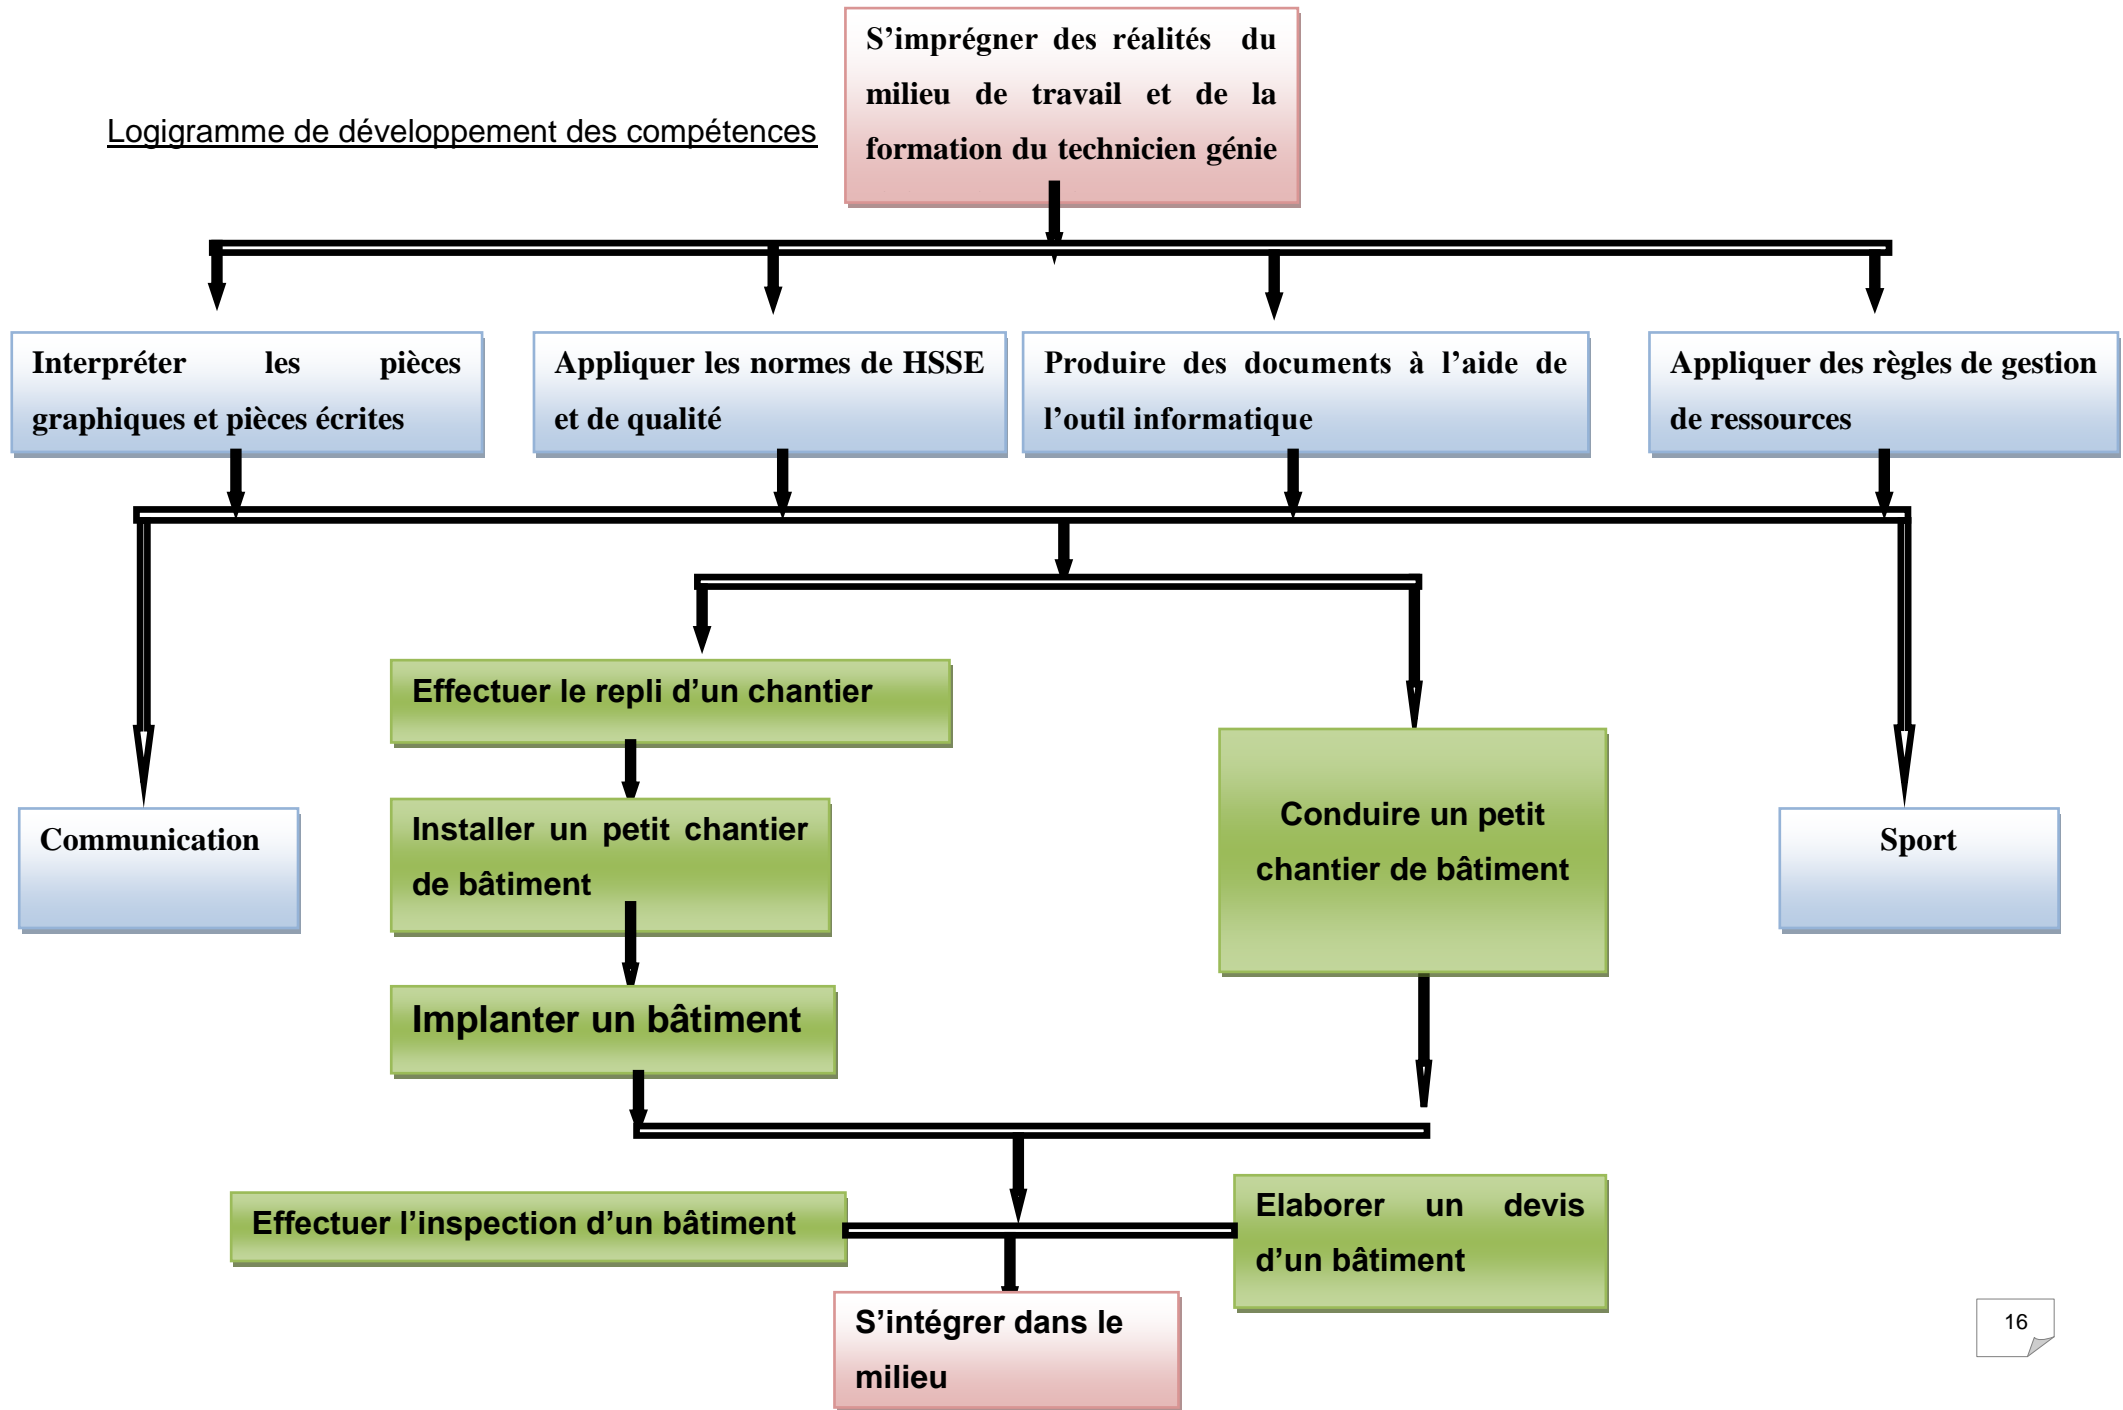 S’imprégner des réalités du
milieu de travail et de la
formation du technicien génie
Logigramme de développement des compétences
Interpréter les pièces
graphiques et pièces écrites
Appliquer les normes de HSSE
et de qualité
Produire des documents à l’aide de
l’outil informatique
Appliquer des règles de gestion
de ressources
Effectuer le repli d’un chantier
Communication
Installer un petit chantier
de bâtiment
Conduire un petit
chantier de bâtiment
Sport
Implanter un bâtiment
Effectuer l’inspection d’un bâtiment
Elaborer un devis
d’un bâtiment
S’intégrer dans le
milieu
16